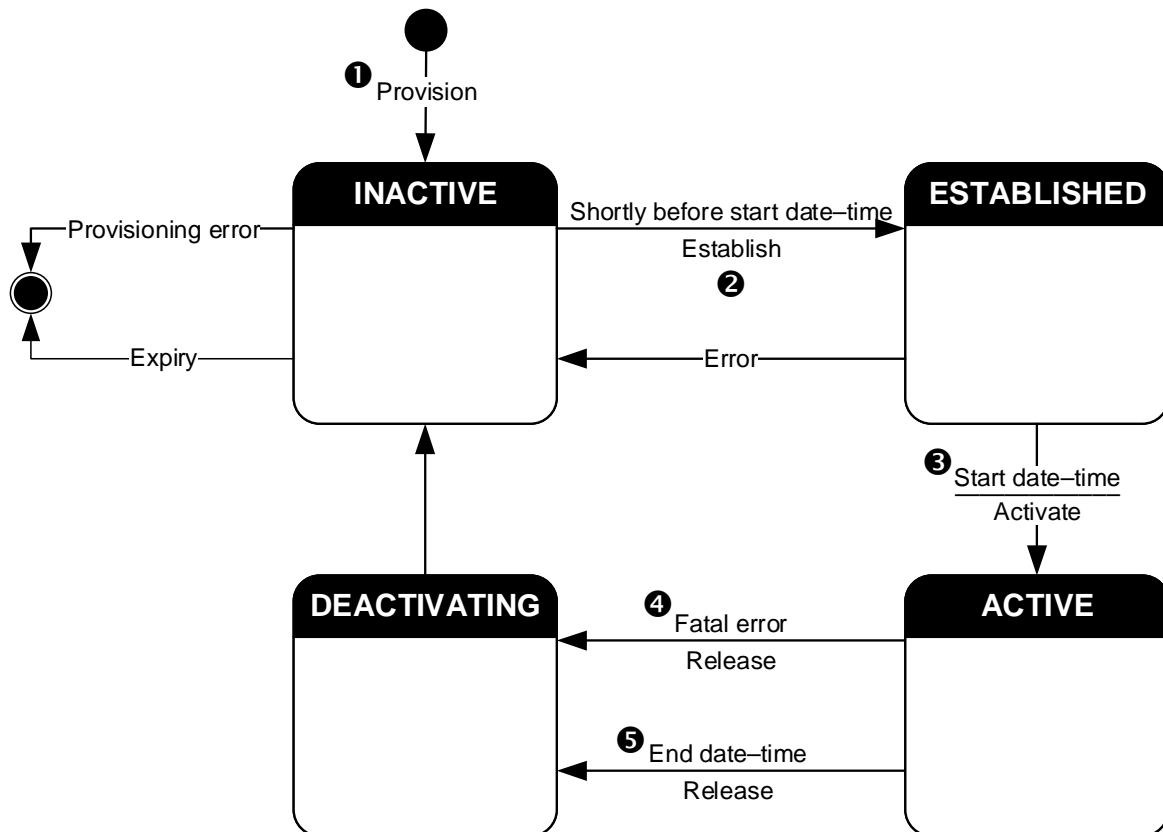 ❶ Provision
INACTIVE
ESTABLISHED
Provisioning error
Shortly before start date–time
Establish
❷
Expiry
Error
❸ Start date–time
Activate
DEACTIVATING
ACTIVE
❹ Fatal error
Release
❺ End date–time
Release